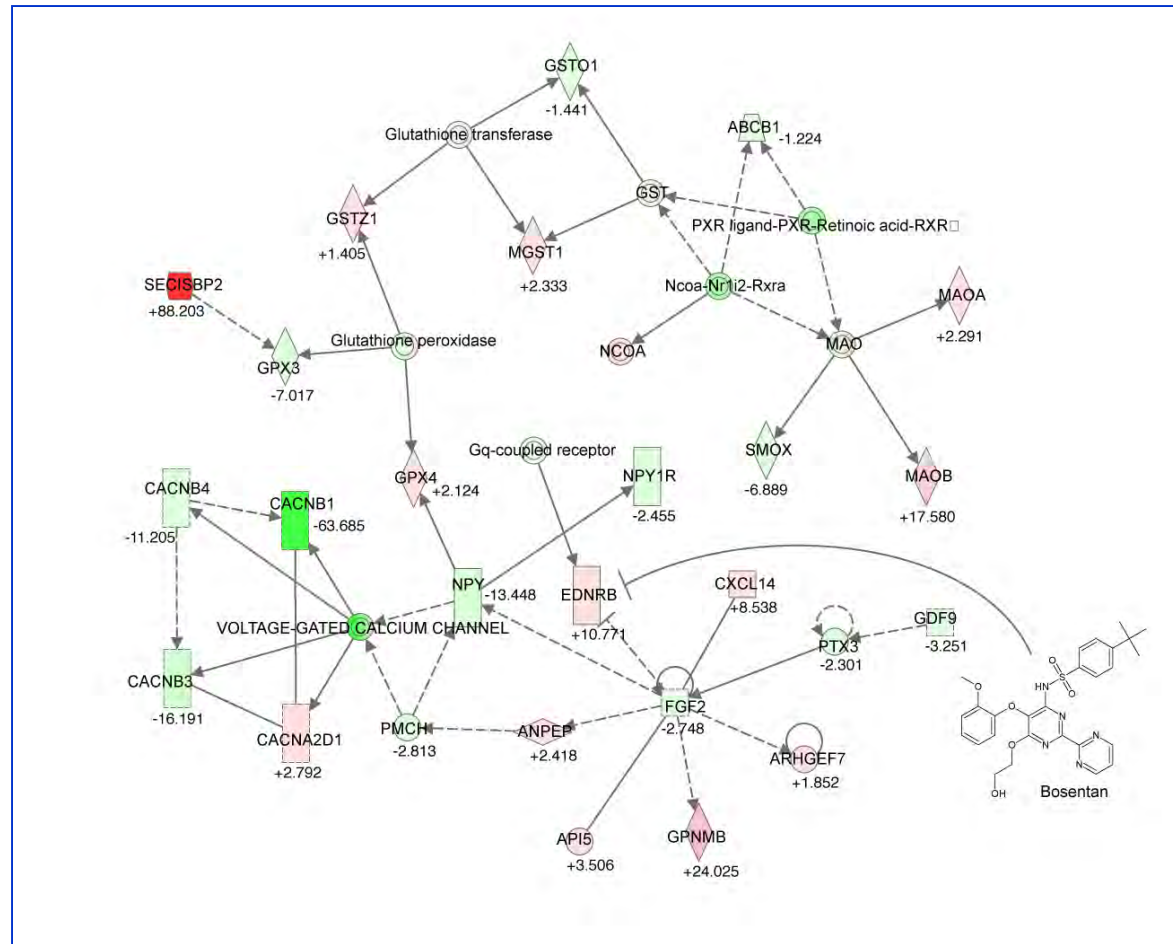 GSTO1
-1.441
ABCB1
-1.224
Glutathione transferase
GST
GSTZ1
+1.405
MGST1
+2.333
PXR ligand-PXR-Retinoic acid-RXR□
SECISBP2
+88.203
Ncoa-Nr1i2-Rxra
MAOA
+2.291
Glutathione peroxidase
GPX3
-7.017
NCOA
MAO
Gq-coupled receptor
SMOX
-6.889
MAOB
+17.580
GPX4
+2.124
NPY1R
-2.455
CACNB4
-11.205
CACNB1
-63.685
NPY
-13.448
EDNRB
+10.771
CXCL14
+8.538
VOLTAGE-GATED CALCIUM CHANNEL
PTX3
-2.301
GDF9
-3.251
CACNB3
-16.191
CACNA2D1
+2.792
PMCH
-2.813
ANPEP
+2.418
FGF2
-2.748
ARHGEF7
+1.852
API5
+3.506
GPNMB
+24.025
O
S
O
HN
O
O
N
N
N
N
O
OH
Bosentan